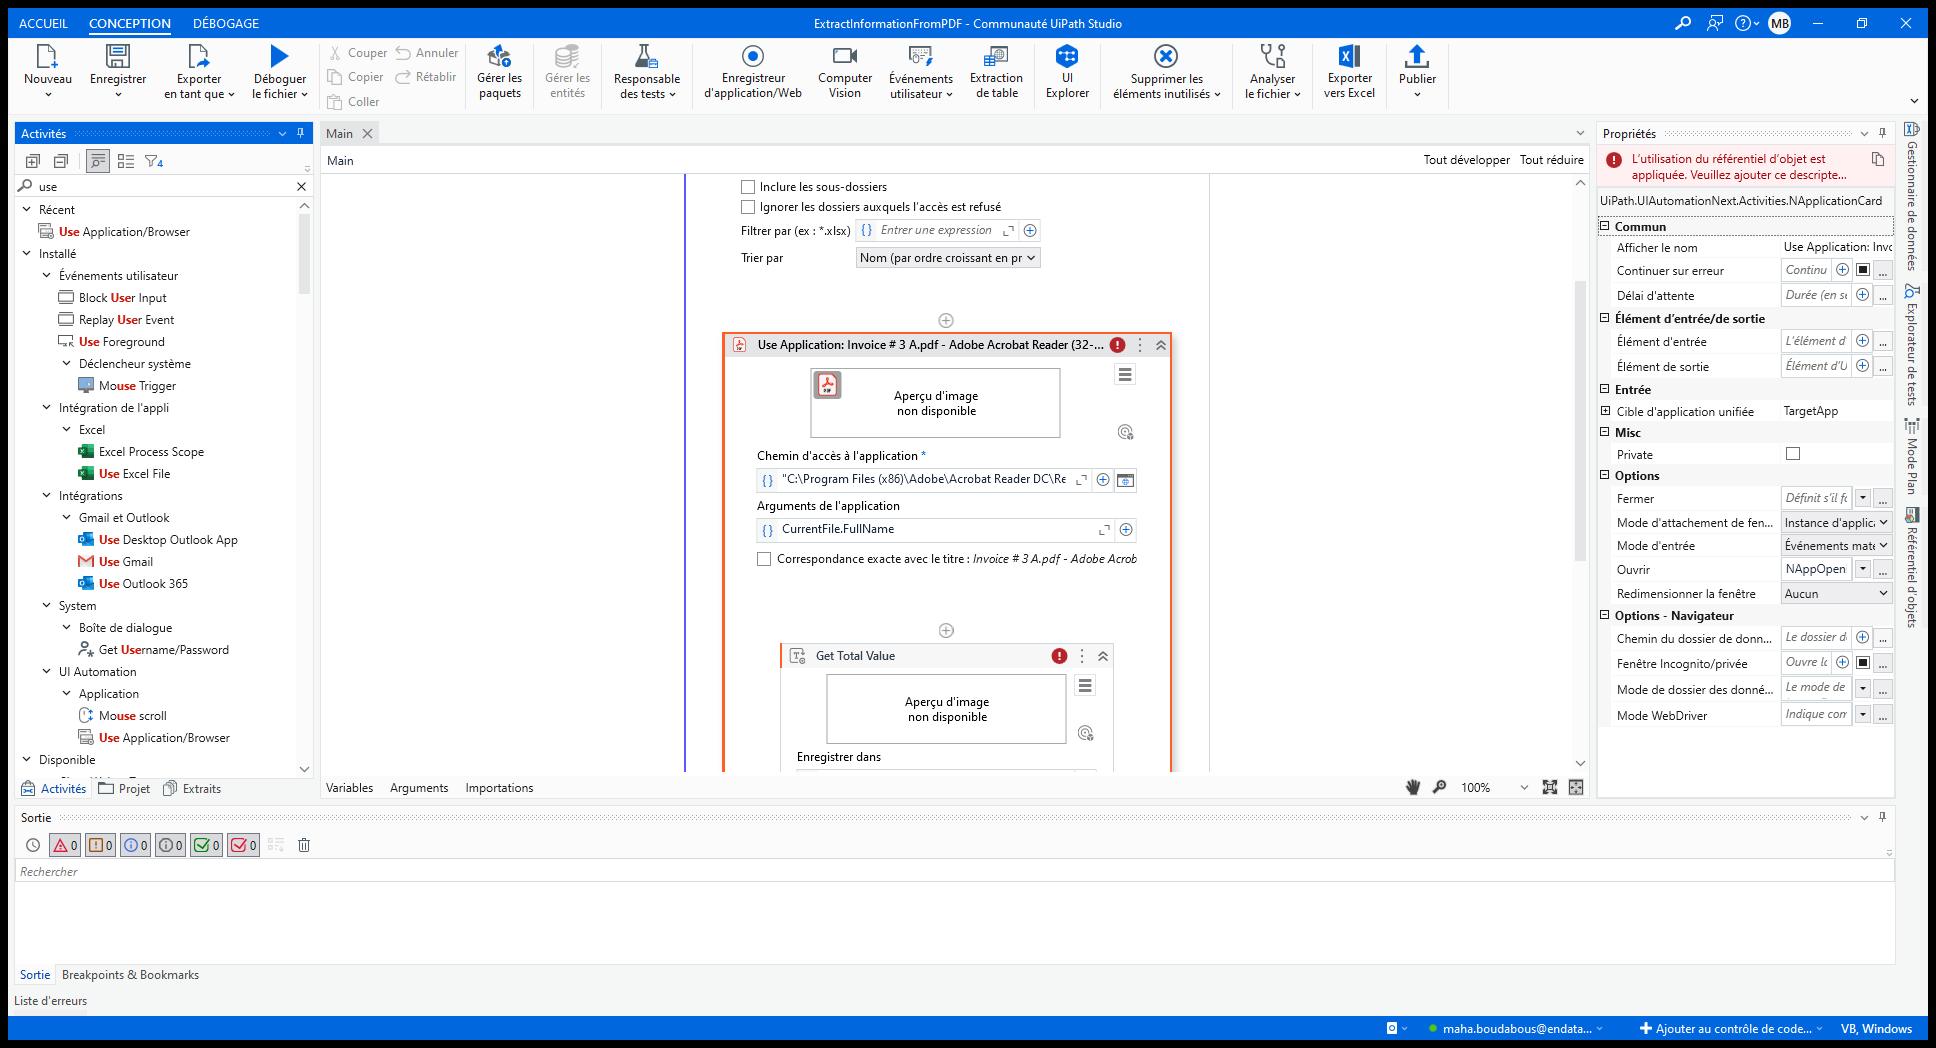 ACCUEIL CONCEPTION DÉBOGAGE ExtractInformationFromPDF - Communauté UiPath Studio MB
Nouveau
Enregistrer
Exporter
en tant que
Déboguer
le fichier
Couper
Annuler
Copier
Rétablir
Coller
Gérer les
paquets
Gérer les
entités
Responsable
des tests
Enregistreur
d'application/Web
Computer
Vision
Événements
utilisateur
Extraction
de table
UI
Explorer
Supprimer les
éléments inutilisés
Analyser
le fichier
Exporter
vers Excel
Publier
Activités
4
use
Récent
Use Application/Browser
Installé
Événements utilisateur
Block User Input
Replay User Event
Use Foreground
Déclencheur système
Mouse Trigger
Intégration de l'appli
Excel
Excel Process Scope
Use Excel File
Intégrations
Gmail et Outlook
Use Desktop Outlook App
Use Gmail
Use Outlook 365
System
Boîte de dialogue
Get Username/Password
UI Automation
Application
Mouse scroll
Use Application/Browser
Disponible
Activités Projet Extraits
Main
Main Tout développer Tout réduire
Inclure les sous-dossiers
Ignorer les dossiers auxquels l'accès est refusé
Filtrer par (ex : *.xlsx) {} Entrer une expression
Trier par Nom (par ordre croissant en pr
Use Application: Invoice # 3 A.pdf - Adobe Acrobat Reader (32-...
Aperçu d'image
non disponible
Chemin d'accès à l'application *
{} "C:\Program Files (x86)\Adobe\Acrobat Reader DC\Re
Arguments de l'application
{} CurrentFile.FullName
Correspondance exacte avec le titre : Invoice # 3 A.pdf - Adobe Acrob
Get Total Value
Aperçu d'image
non disponible
Enregistrer dans
Variables Arguments Importations 100%
Propriétés
L'utilisation du référentiel d'objet est
appliquée. Veuillez ajouter ce descripte...
UiPath.UIAutomationNext.Activities.NApplicationCard
Commun
Afficher le nom Use Application: Invo
Continuer sur erreur Continu ...
Délai d'attente Durée (en se ...
Élément d'entrée/de sortie
Élément d'entrée L'élément d' ...
Élément de sortie Élément d'U ...
Entrée
Cible d'application unifiée TargetApp
Misc
Private
Options
Fermer Définit s'il fe ...
Mode d'attachement de fen... Instance d'applica
Mode d'entrée Événements maté
Ouvrir NAppOpen ...
Redimensionner la fenêtre Aucun
Options - Navigateur
Chemin du dossier de donn... Le dossier de ...
Fenêtre Incognito/privée Ouvre la ...
Mode de dossier des donné... Le mode de ...
Mode WebDriver Indique com ...
Gestionnaire de données
Explorateur de tests
Mode Plan
Référentiel d'objets
Sortie
0 0 0 0 0 0
Rechercher
Sortie Breakpoints & Bookmarks
Liste d'erreurs
maha.boudabous@endata... Ajouter au contrôle de code... VB, Windows